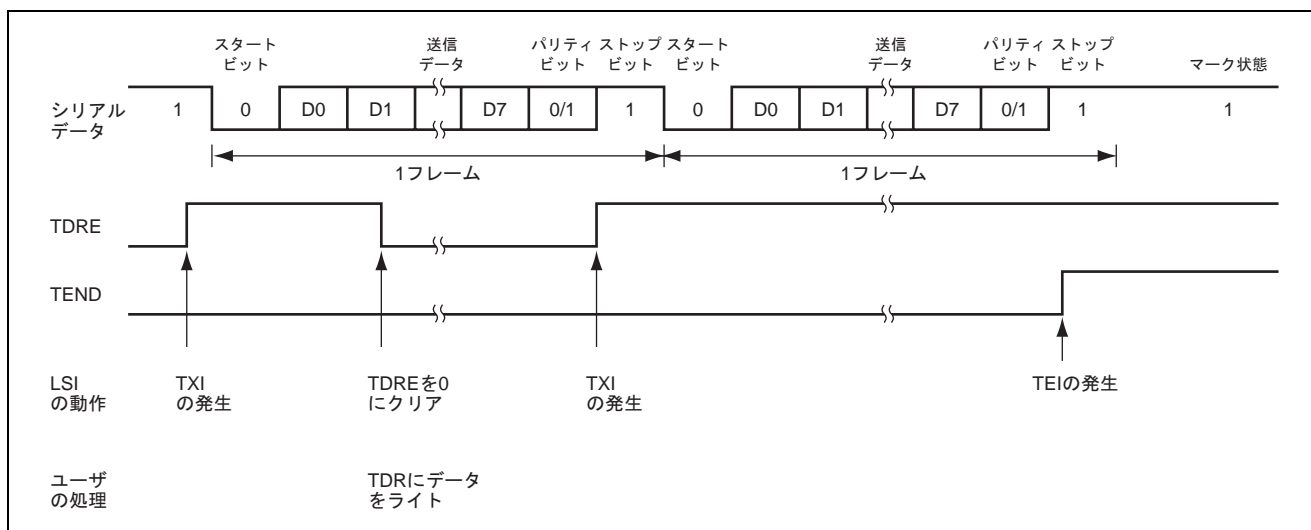 スタート 送信 パリティ ストップ スタート 送信 パリティ ストップ
ビット データ ビット ビット ビット データ ビット ビット マーク状態
シリアル
データ
1 0 D0 D1 D7 0/1 1 0 D0 D1 D7 0/1 1 1
1フレーム 1フレーム
TDRE
TEND
LSI
の動作
TXI
の発生
TDREを0
にクリア
TXI
の発生
TEIの発生
ユーザ
の処理
TDRにデータ
をライト